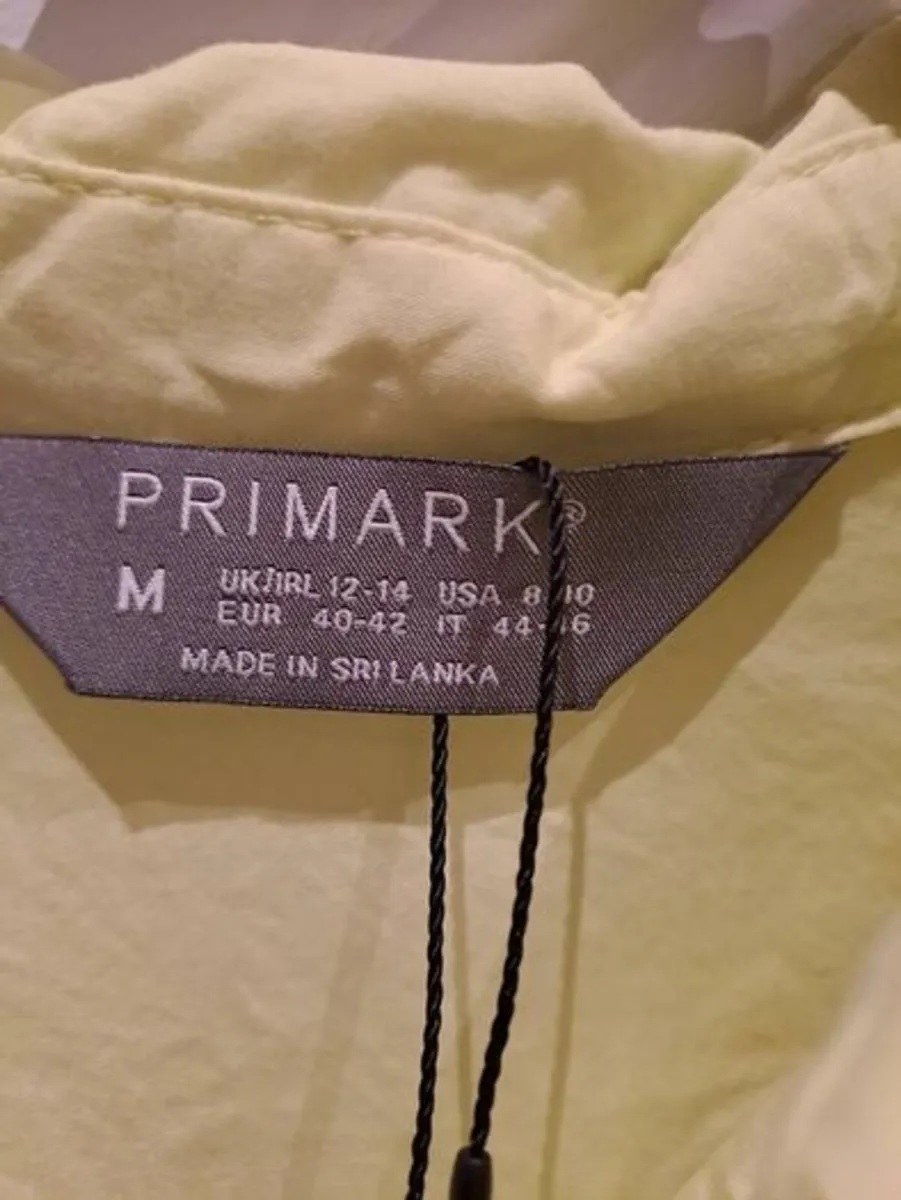 PRIMARK®
M UK/IRL 12-14 USA 8-10
EUR 40-42 IT 44-46
MADE IN SRI LANKA